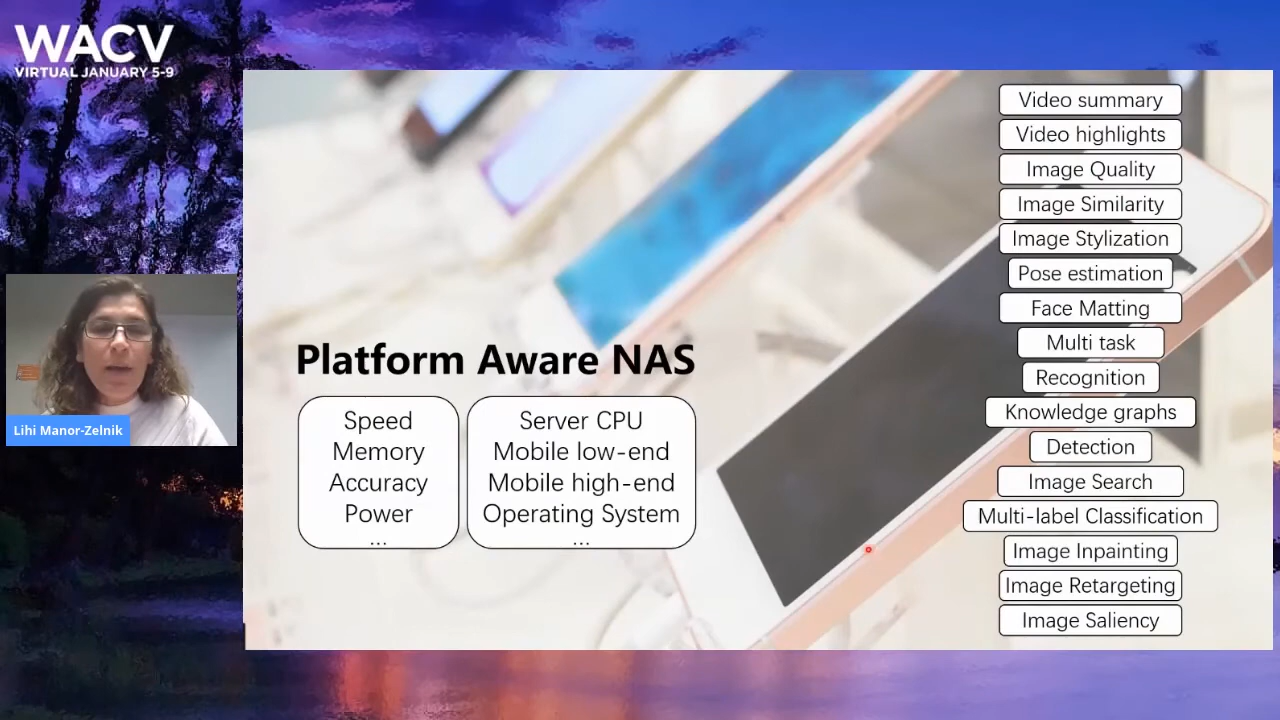 WACV
VIRTUAL JANUARY 5-9
Lihi Manor-Zelnik
Platform Aware NAS
Speed
Memory
Accuracy
Power
...
Server CPU
Mobile low-end
Mobile high-end
Operating System
...
Video summary
Video highlights
Image Quality
Image Similarity
Image Stylization
Pose estimation
Face Matting
Multi task
Recognition
Knowledge graphs
Detection
Image Search
Multi-label Classification
Image Inpainting
Image Retargeting
Image Saliency